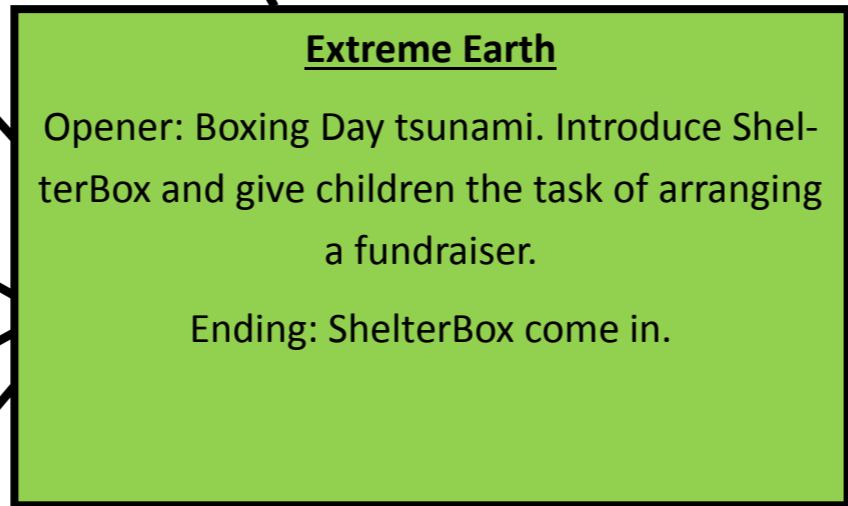 Extreme Earth
Opener: Boxing Day tsunami. Introduce Shel-
terBox and give children the task of arranging
a fundraiser.
Ending: ShelterBox come in.